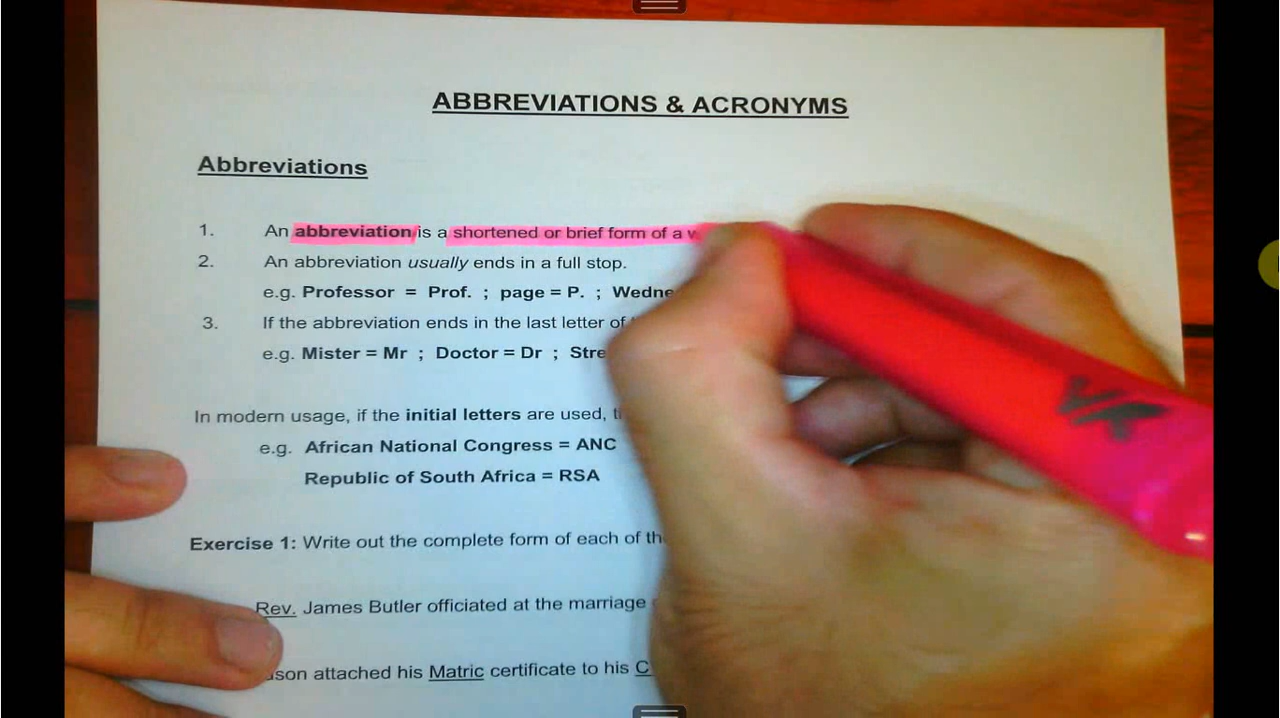 ABBREVIATIONS & ACRONYMS
Abbreviations
1. An abbreviation is a shortened or brief form of a
2. An abbreviation usually ends in a full stop.
e.g. Professor = Prof. ; page = P. ;
3. If the abbreviation ends in the last letter of
e.g. Mister = Mr ; Doctor = Dr ;
In modern usage, if the initial letters are used,
e.g. African National Congress = ANC
Republic of South Africa = RSA
Exercise 1: Write out the complete form of each of
Rev. James Butler officiated at the marriage
attached his Matric certificate to his